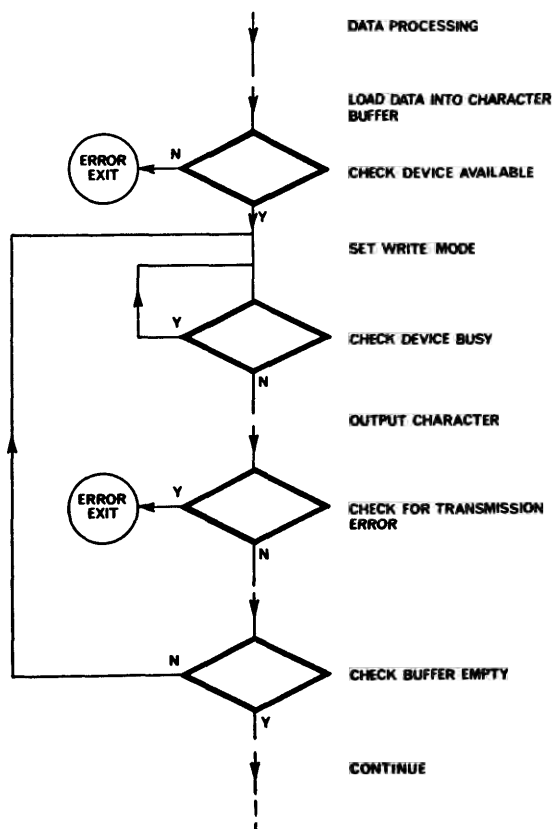 DATA PROCESSING
LOAD DATA INTO CHARACTER
BUFFER
N
ERROR
EXIT
CHECK DEVICE AVAILABLE
Y
SET WRITE MODE
Y
CHECK DEVICE BUSY
N
OUTPUT CHARACTER
Y
ERROR
EXIT
CHECK FOR TRANSMISSION
ERROR
N
N
CHECK BUFFER EMPTY
Y
CONTINUE